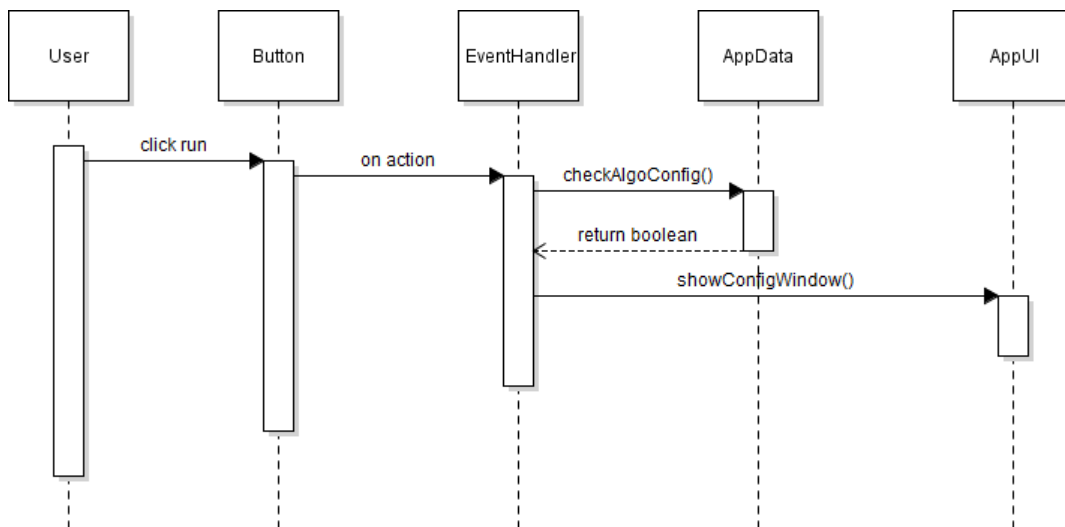 User
Button
EventHandler
AppData
AppUI
click run
on action
checkAlgoConfig()
return boolean
showConfigWindow()